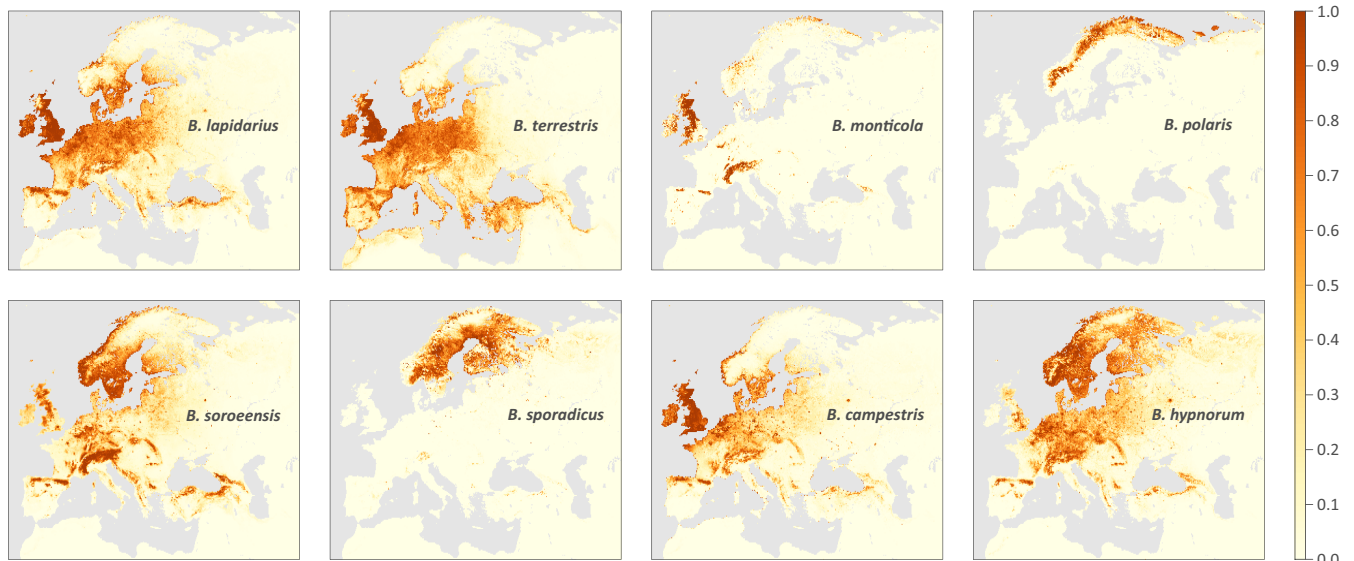 B. lapidarius
B. terrestris
B. monticola
B. polaris
B. soroeensis
B. sporadicus
B. campestris
B. hypnorum
1.0
0.9
0.8
0.7
0.6
0.5
0.4
0.3
0.2
0.1
0.0